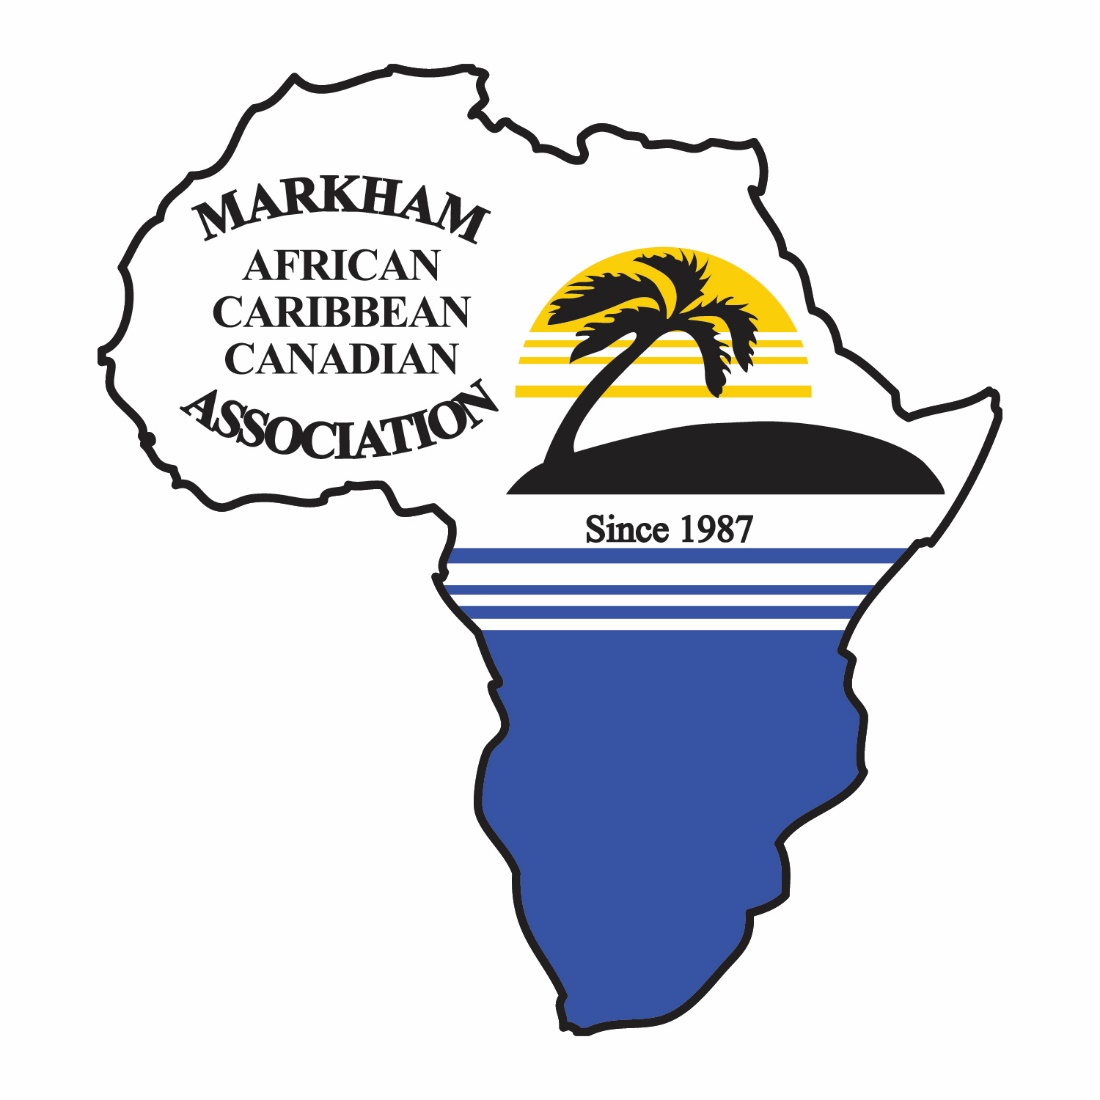 MARKHAM
AFRICAN
CARIBBEAN
CANADIAN
ASSOCIATION
Since 1987